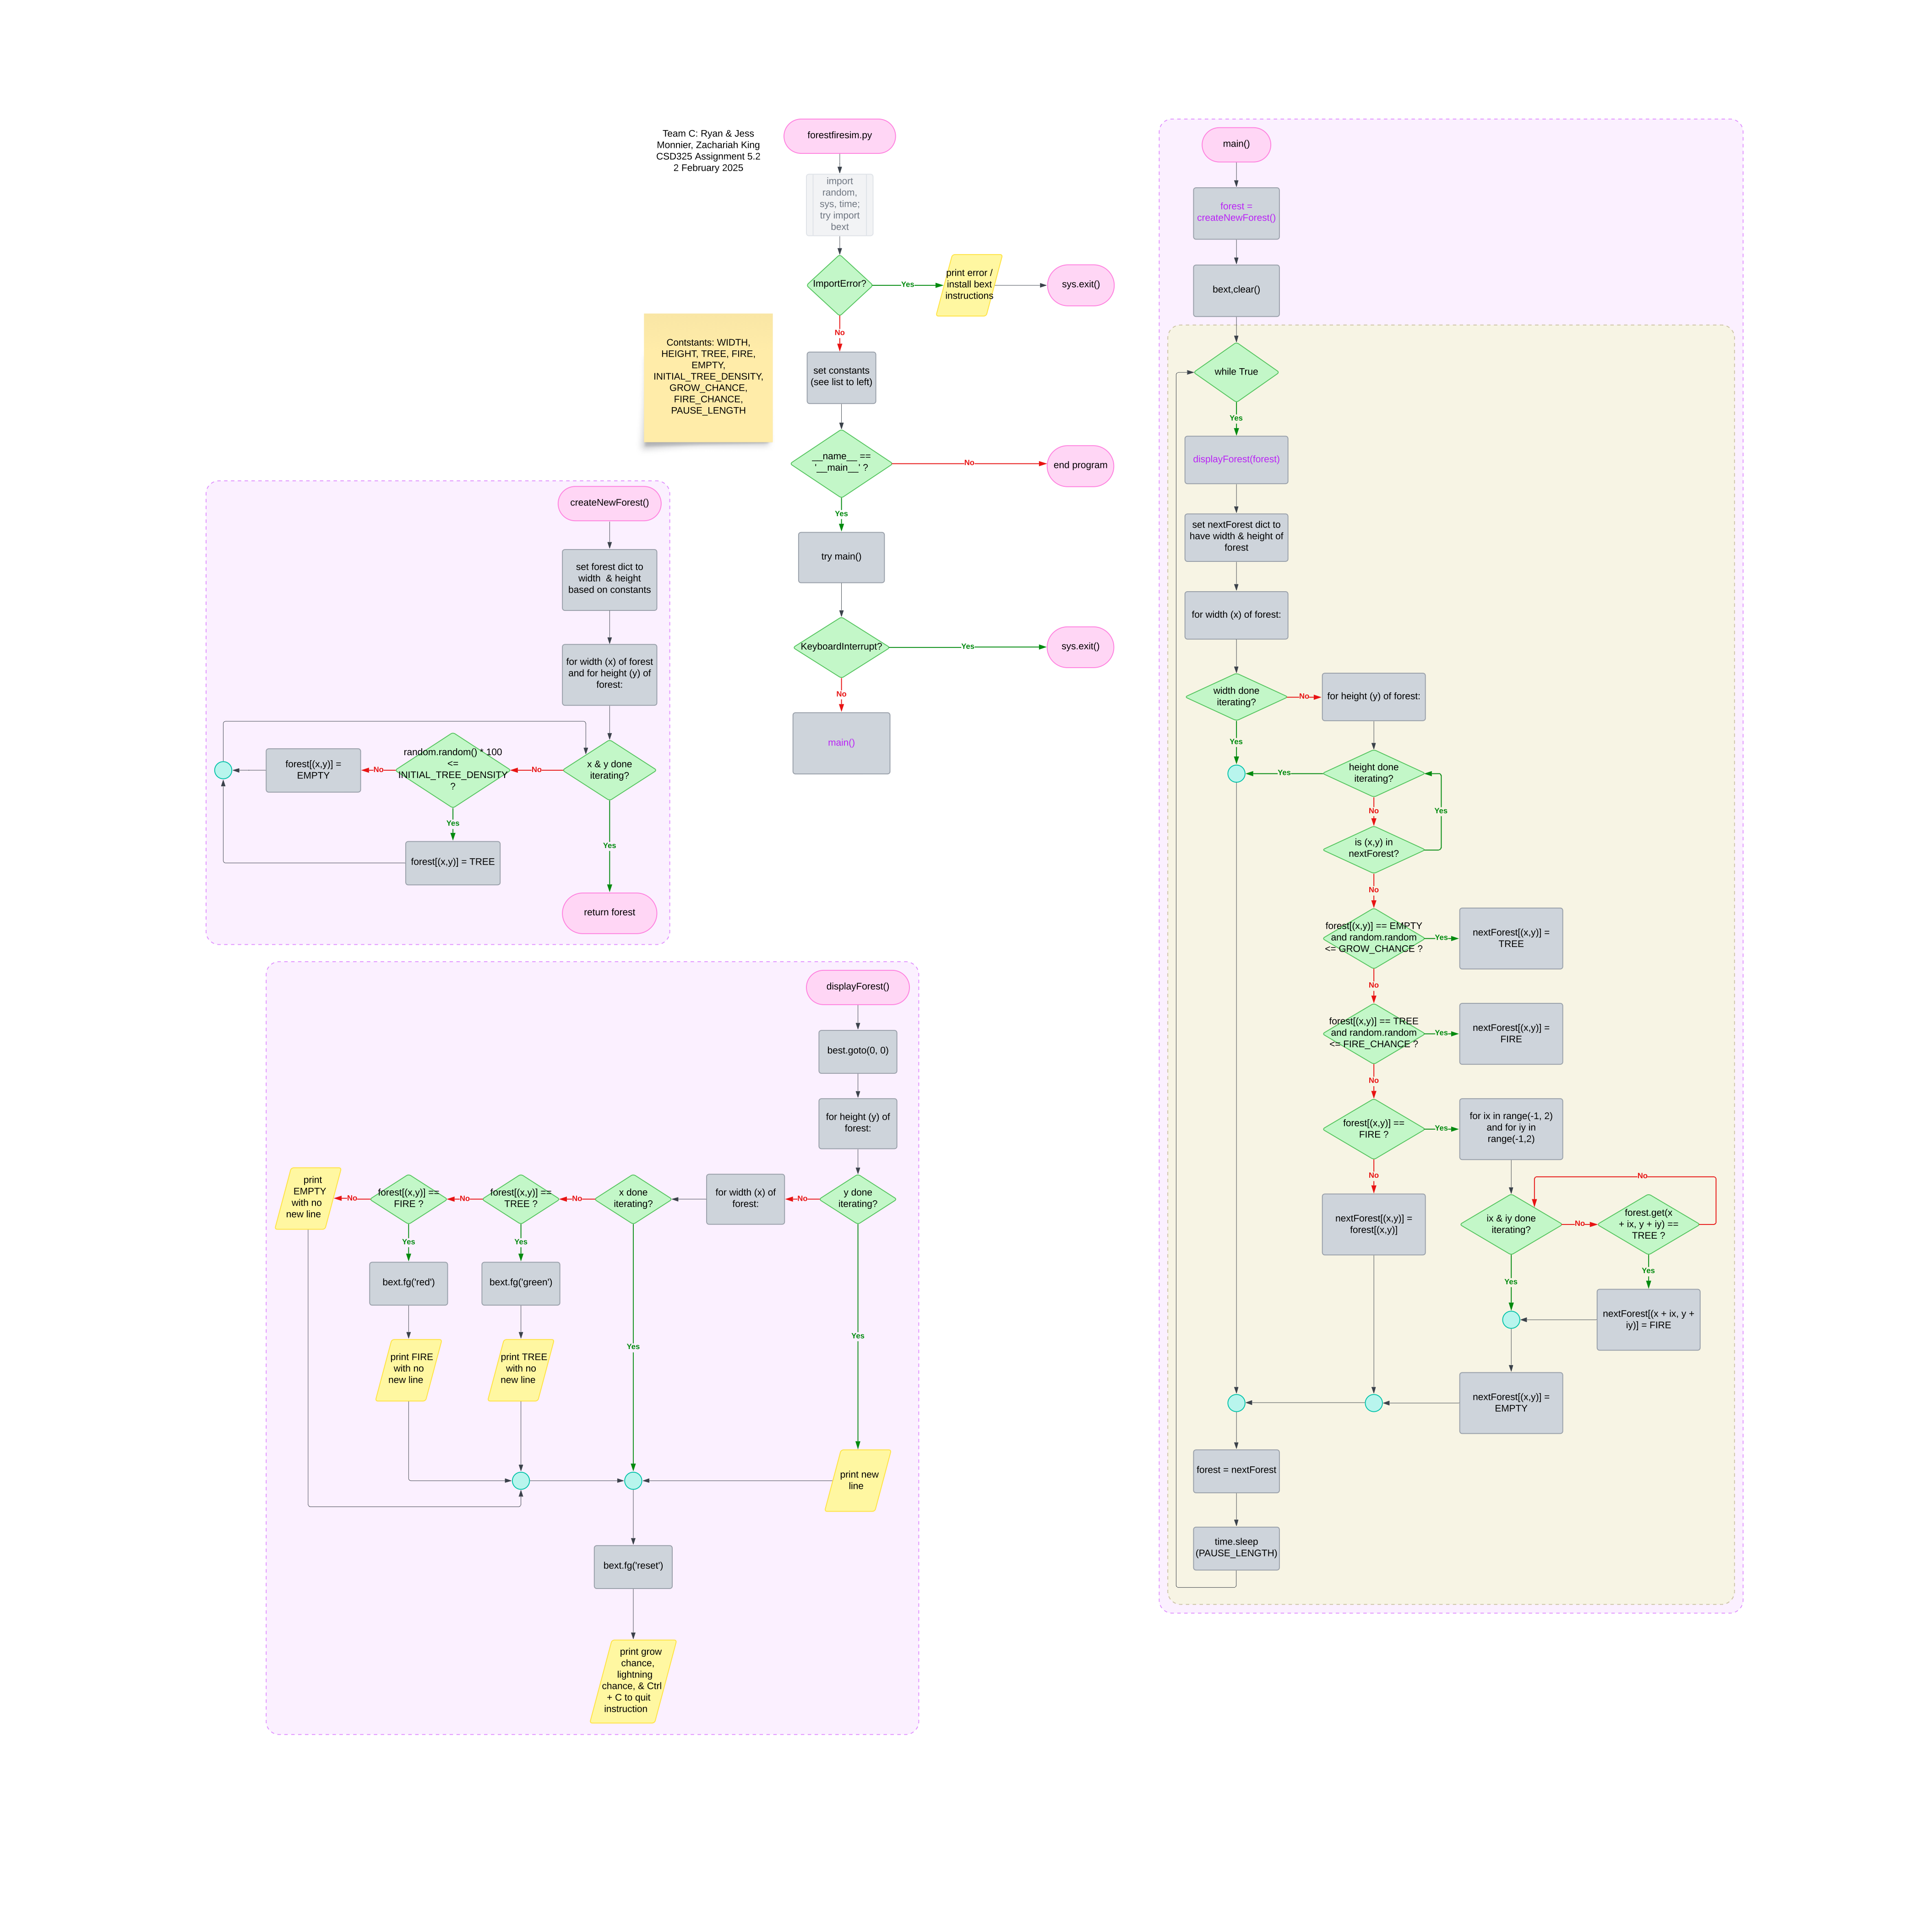 Team C: Ryan & Jess
Monnier, Zachariah King
CSD325 Assignment 5.2
2 February 2025
forestfiresim.py
import
random,
sys, time;
try import
bext
ImportError?
Yes
print error /
install bext
instructions
sys.exit()
No
Contstants: WIDTH,
HEIGHT, TREE, FIRE,
EMPTY,
INITIAL_TREE_DENSITY,
GROW_CHANCE,
FIRE_CHANCE,
PAUSE_LENGTH
set constants
(see list to left)
__name__ ==
'__main__' ?
No
end program
Yes
try main()
KeyboardInterrupt?
Yes
sys.exit()
No
main()
createNewForest()
set forest dict to
width & height
based on constants
for width (x) of forest
and for height (y) of
forest:
x & y done
iterating?
No
random.random() * 100
<=
INITIAL_TREE_DENSITY
?
No
forest[(x,y)] =
EMPTY
Yes
forest[(x,y)] = TREE
Yes
return forest
displayForest()
best.goto(0, 0)
for height (y) of
forest:
y done
iterating?
No
for width (x) of
forest:
x done
iterating?
No
forest[(x,y)] ==
TREE ?
No
forest[(x,y)] ==
FIRE ?
No
print
EMPTY
with no
new line
Yes
bext.fg('red')
print FIRE
with no
new line
Yes
bext.fg('green')
print TREE
with no
new line
Yes
Yes
print new
line
bext.fg('reset')
print grow
chance,
lightning
chance, & Ctrl
+ C to quit
instruction
main()
forest =
createNewForest()
bext,clear()
while True
Yes
displayForest(forest)
set nextForest dict to
have width & height of
forest
for width (x) of forest:
width done
iterating?
No
for height (y) of forest:
Yes
height done
iterating?
Yes
No
Yes
is (x,y) in
nextForest?
No
forest[(x,y)] == EMPTY
and random.random
<= GROW_CHANCE ?
Yes
nextForest[(x,y)] =
TREE
No
forest[(x,y)] == TREE
and random.random
<= FIRE_CHANCE ?
Yes
nextForest[(x,y)] =
FIRE
No
forest[(x,y)] ==
FIRE ?
Yes
for ix in range(-1, 2)
and for iy in
range(-1,2)
No
nextForest[(x,y)] =
forest[(x,y)]
ix & iy done
iterating?
No
forest.get(x
+ ix, y + iy) ==
TREE ?
No
Yes
Yes
nextForest[(x + ix, y +
iy)] = FIRE
nextForest[(x,y)] =
EMPTY
forest = nextForest
time.sleep
(PAUSE_LENGTH)